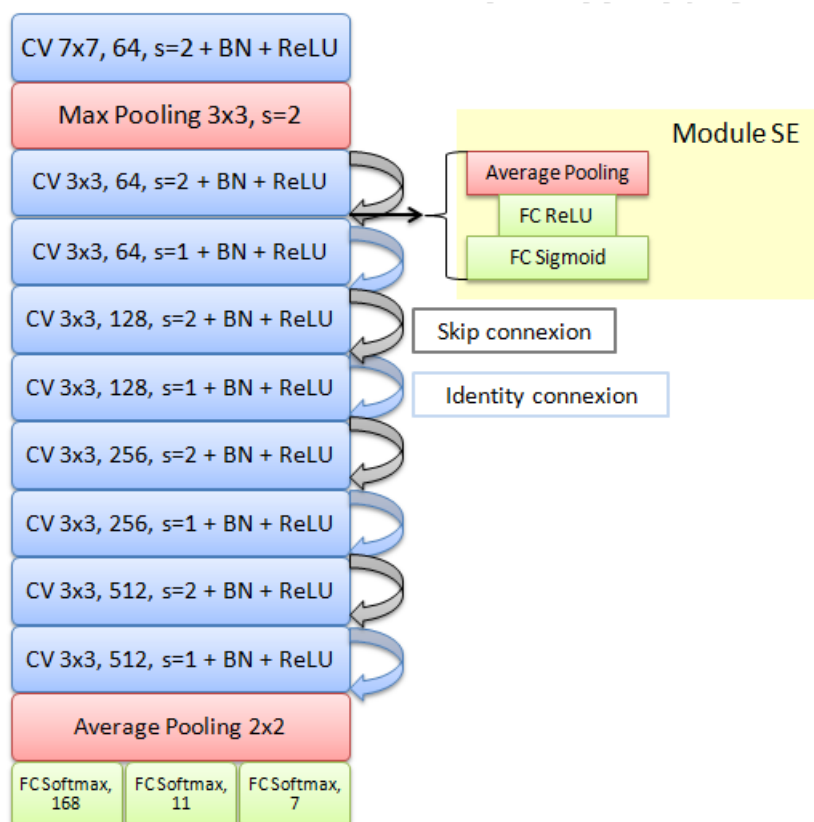 CV 7x7, 64, s=2 + BN + ReLU
Max Pooling 3x3, s=2
CV 3x3, 64, s=2 + BN + ReLU
CV 3x3, 64, s=1 + BN + ReLU
CV 3x3, 128, s=2 + BN + ReLU
CV 3x3, 128, s=1 + BN + ReLU
CV 3x3, 256, s=2 + BN + ReLU
CV 3x3, 256, s=1 + BN + ReLU
CV 3x3, 512, s=2 + BN + ReLU
CV 3x3, 512, s=1 + BN + ReLU
Average Pooling 2x2
FC Softmax,
168
FC Softmax,
11
FC Softmax,
7
Module SE
Average Pooling
FC ReLU
FC Sigmoid
Skip connexion
Identity connexion